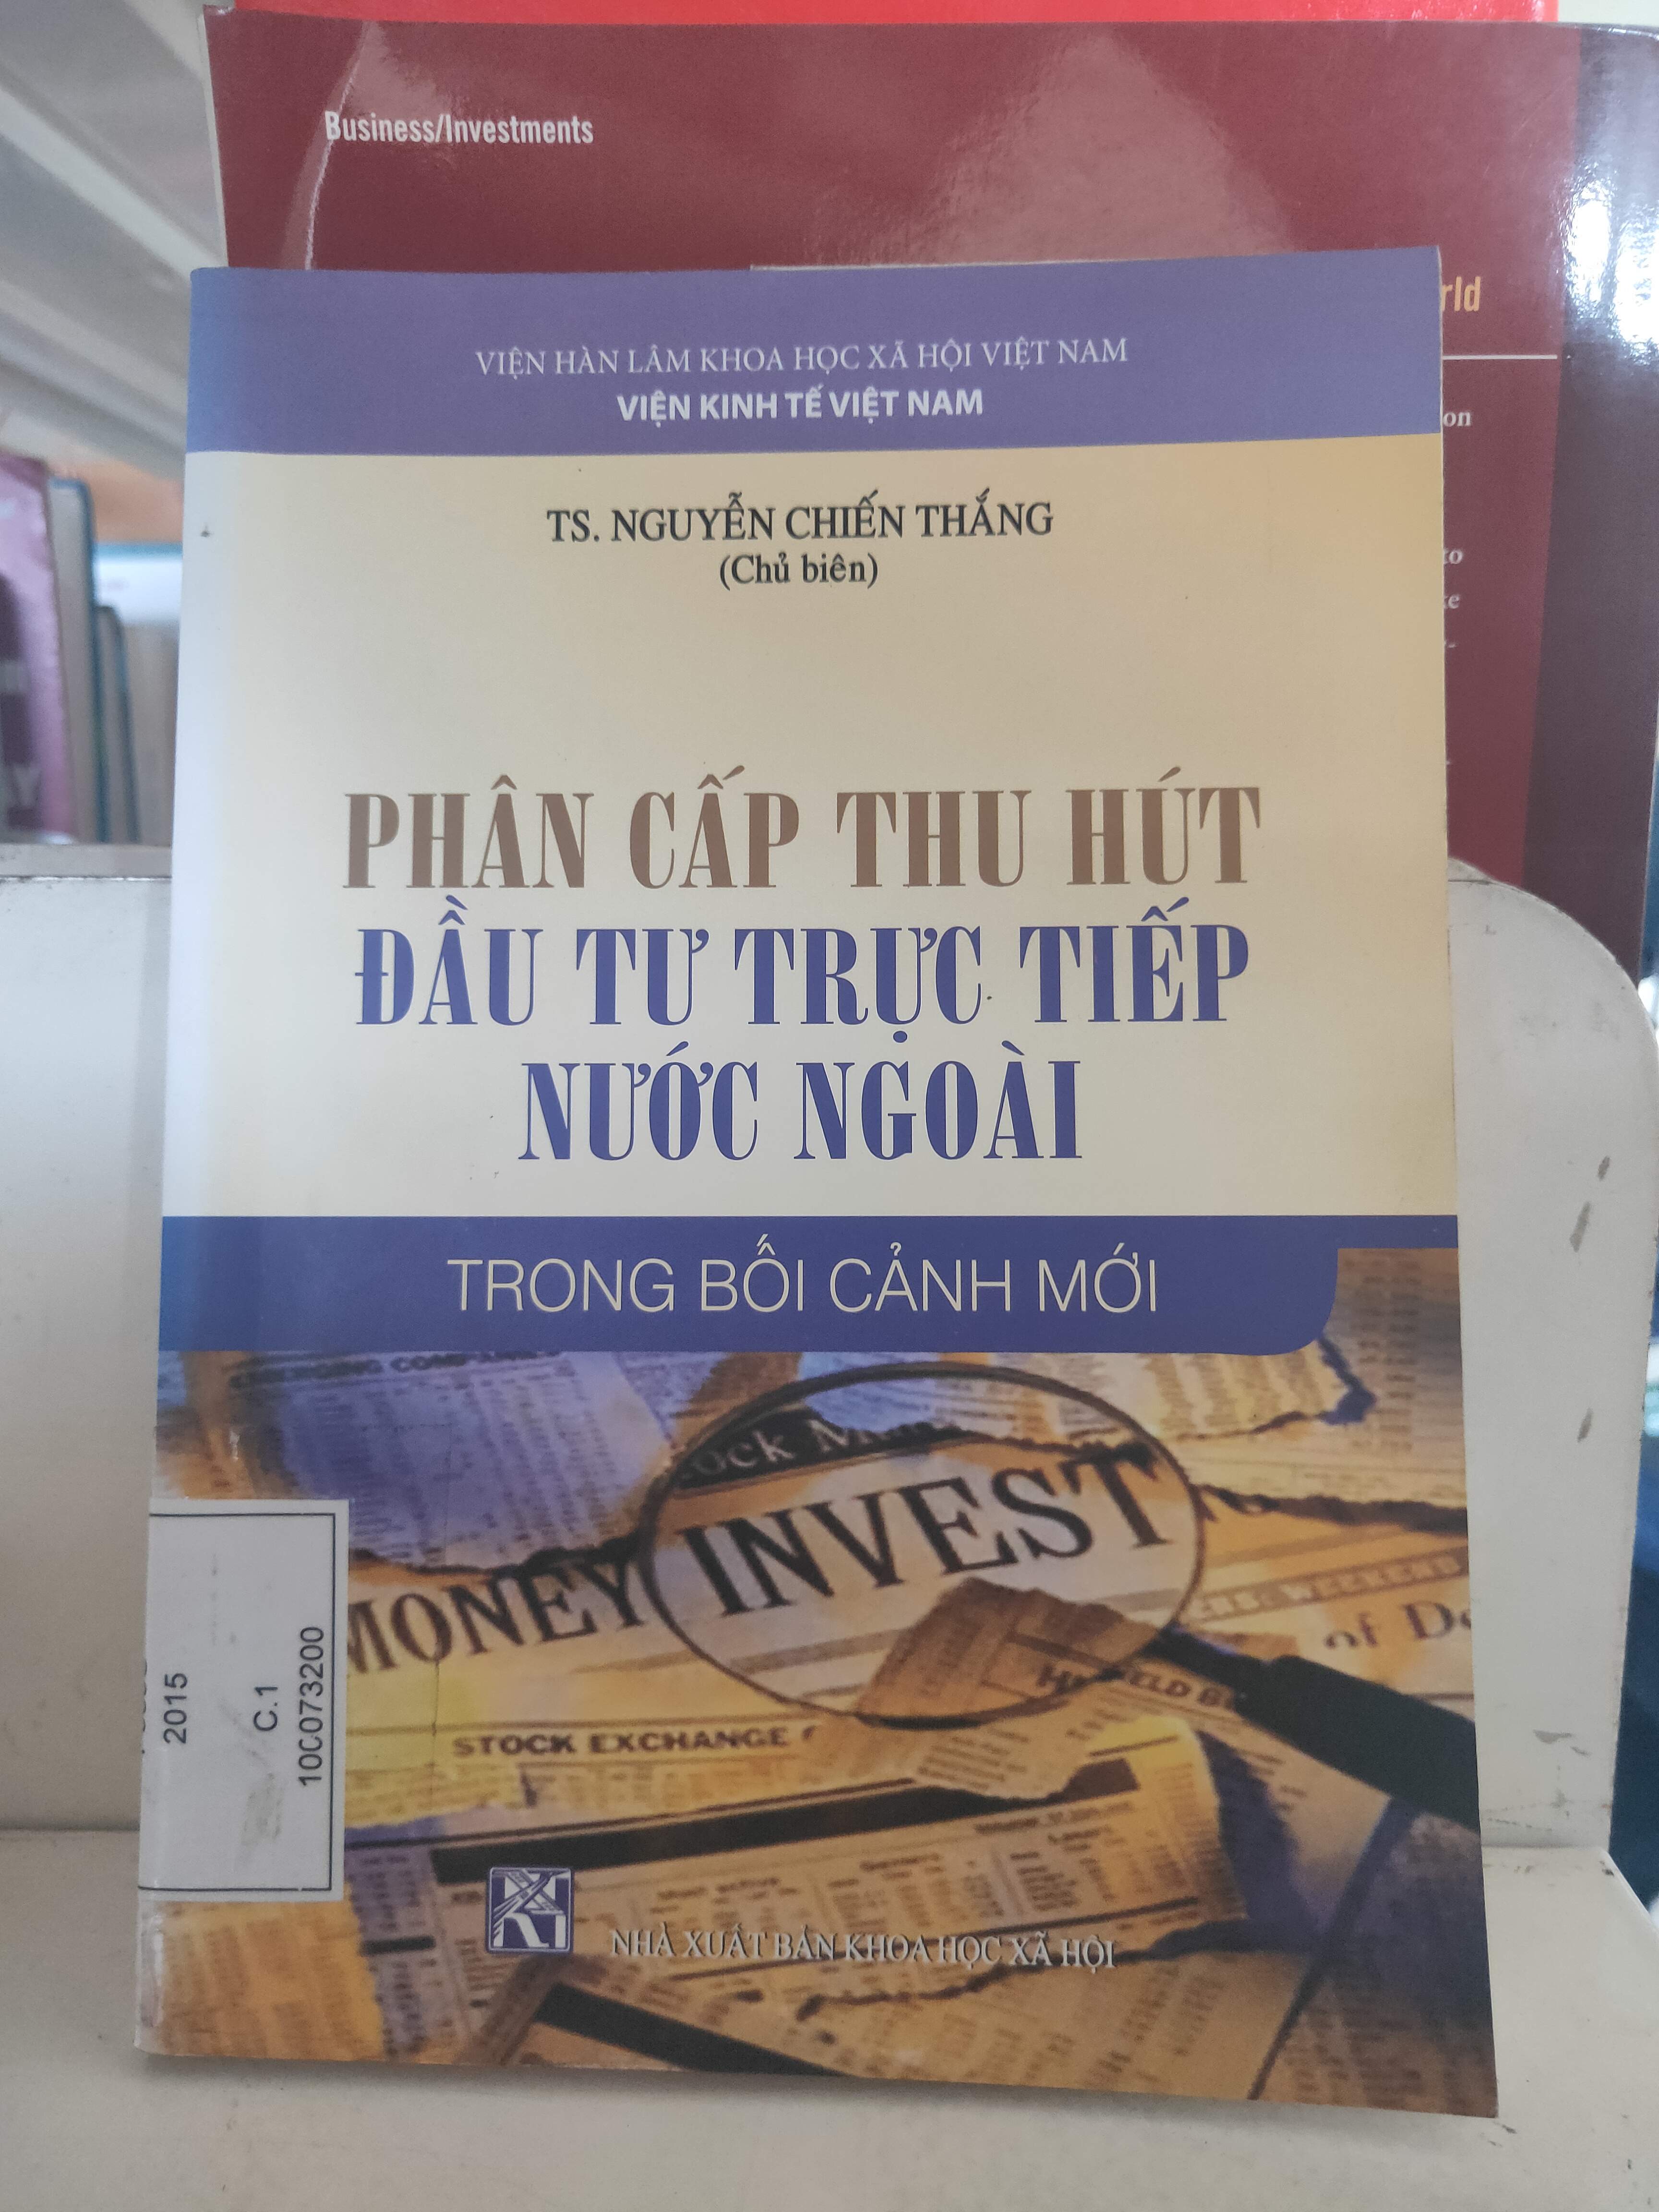 Business/Investments
VIỆN HÀN LÂM KHOA HỌC XÃ HỘI VIỆT NAM
VIỆN KINH TẾ VIỆT NAM
TS. NGUYỄN CHIẾN THẮNG
(Chủ biên)
PHÂN CẤP THU HÚT
ĐẦU TƯ TRỰC TIẾP
NƯỚC NGOÀI
TRONG BỐI CẢNH MỚI
INVEST
MONEY
of
STOCK EXCHANGE
2015
C.1
10C073200
NHÀ XUẤT BẢN KHOA HỌC XÃ HỘI